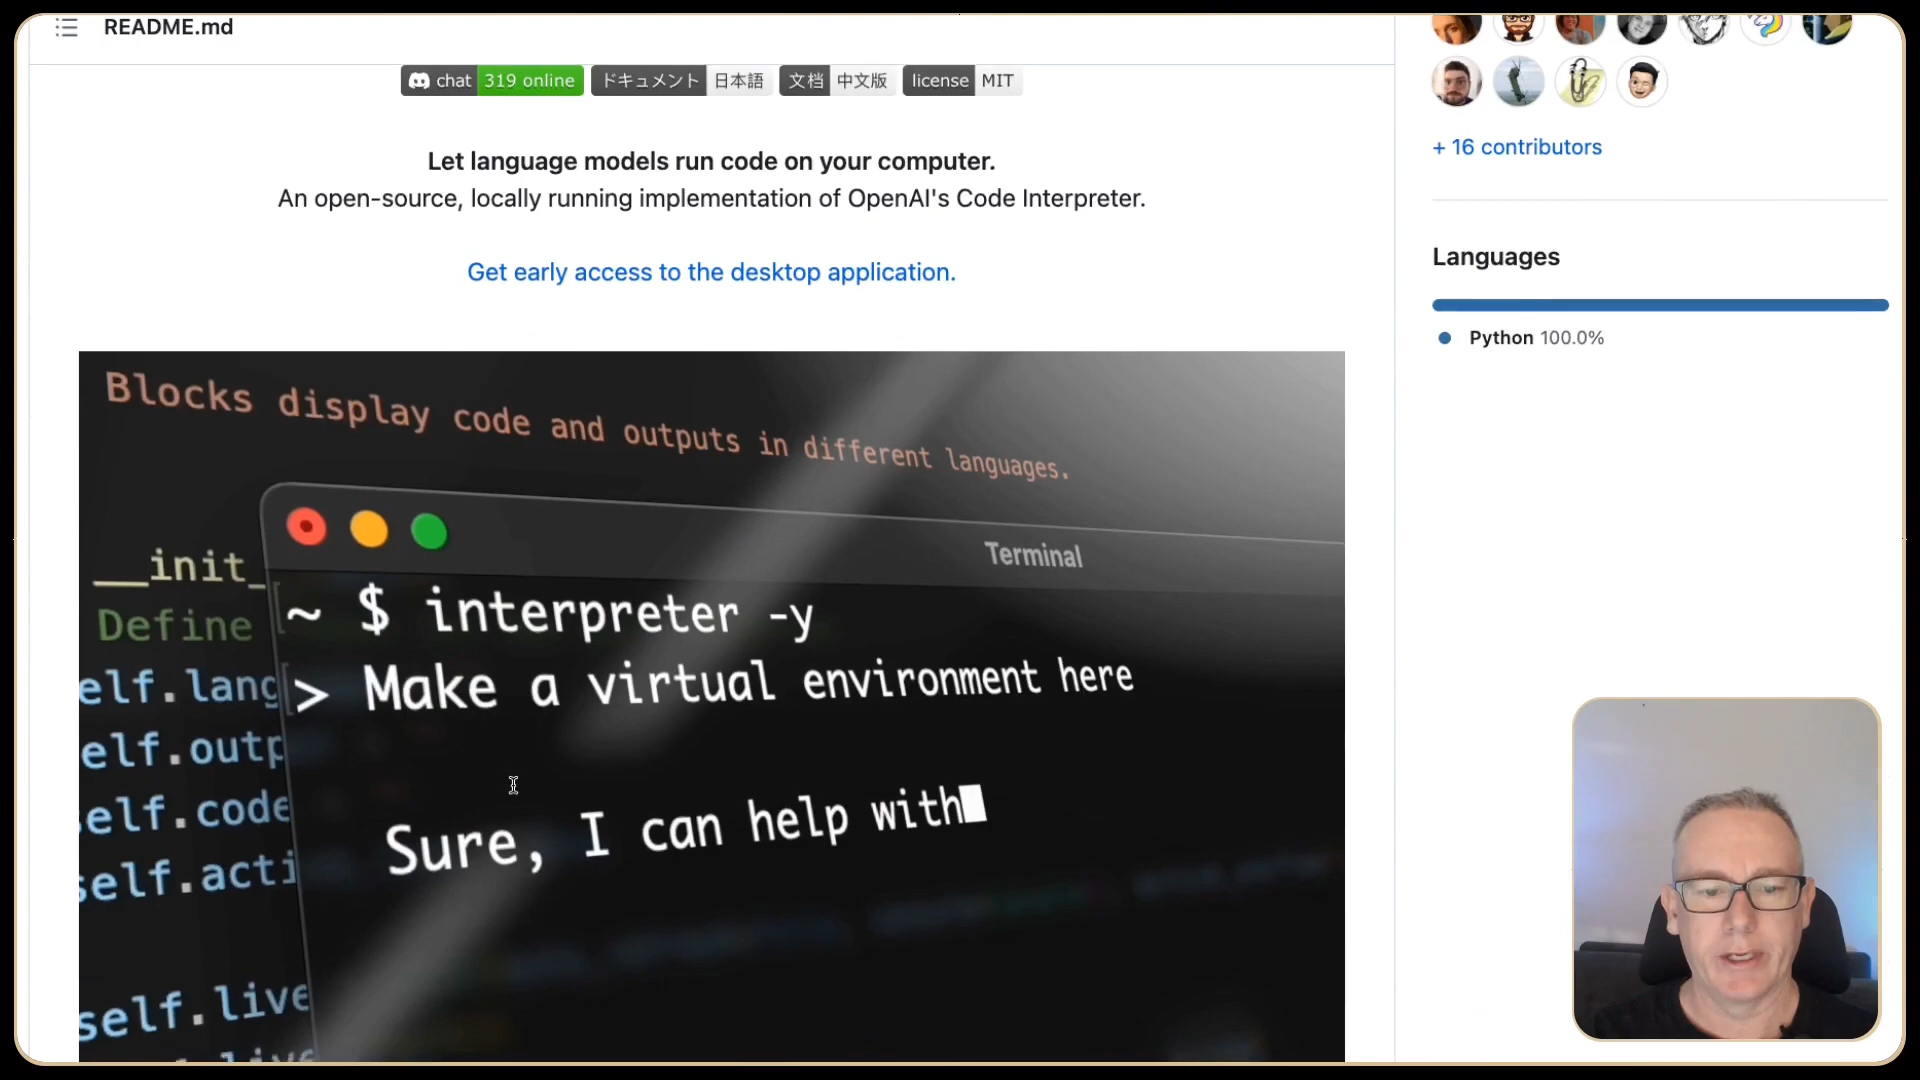 README.md
chat 319 online ドキュメント 日本語 文档 中文版 license MIT
Let language models run code on your computer.
An open-source, locally running implementation of OpenAI's Code Interpreter.
Get early access to the desktop application.
Blocks display code and outputs in different languages.
Terminal
__init_
Define
~ $ interpreter -y
> Make a virtual environment here
elf.lang
elf.outp
self.code
self.acti
Sure, I can help with
self.live
+ 16 contributors
Languages
Python 100.0%